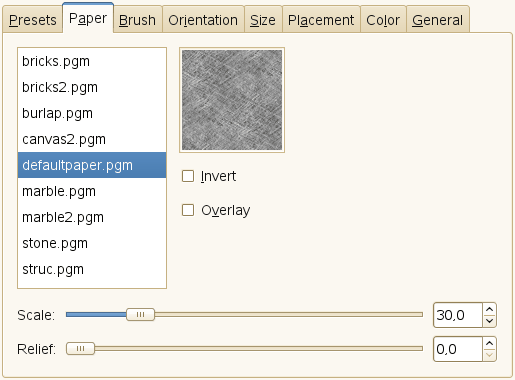 Presets Paper Brush Orientation Size Placement Color General
bricks.pgm
bricks2.pgm
burlap.pgm
canvas2.pgm
defaultpaper.pgm
marble.pgm
marble2.pgm
stone.pgm
struc.pgm
Invert
Overlay
Scale: 30,0
Relief: 0,0